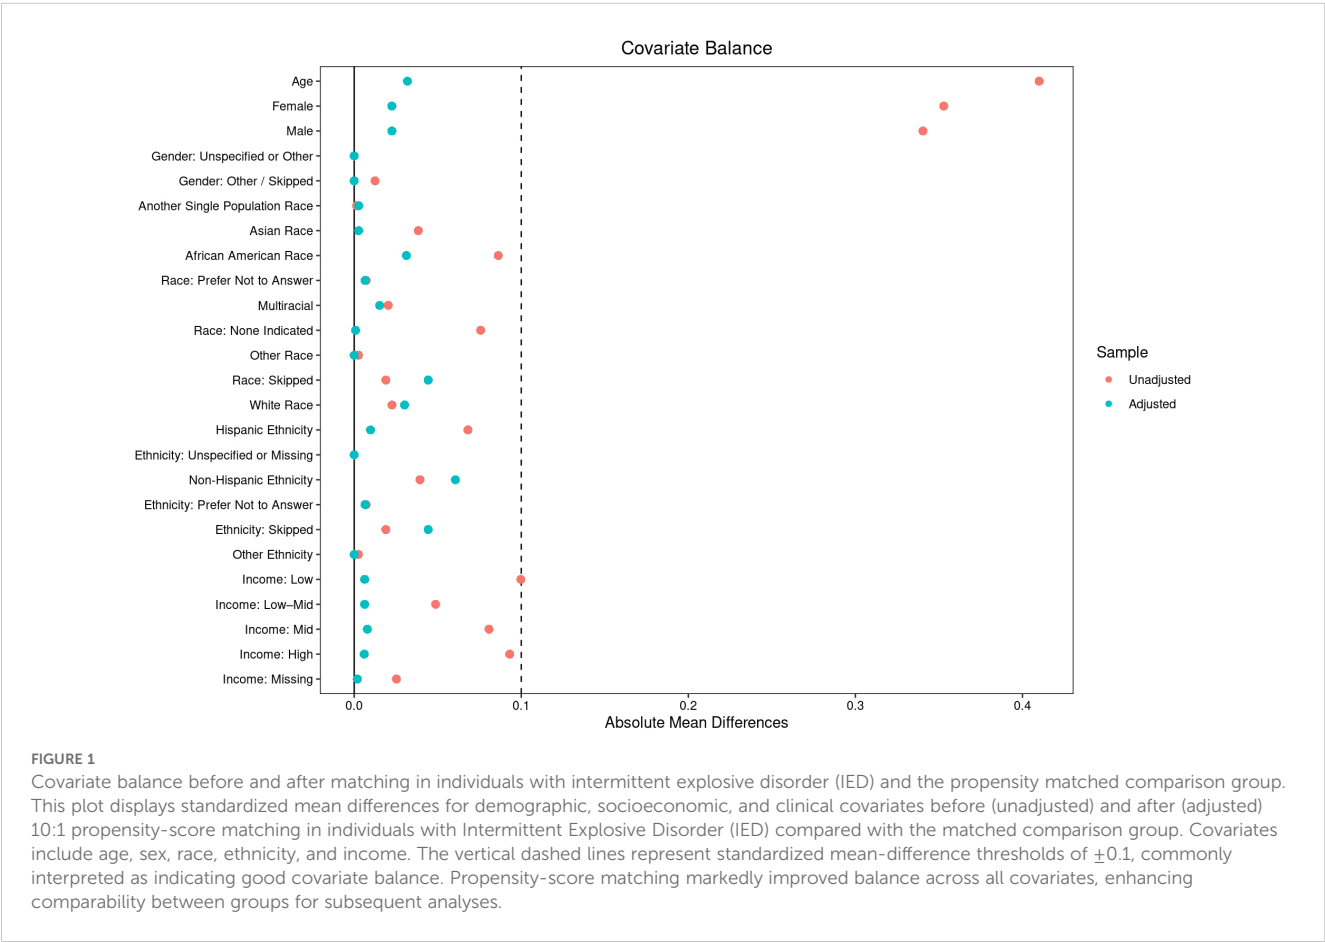 Covariate Balance
Age
Female
Male
Gender: Unspecified or Other
Gender: Other / Skipped
Another Single Population Race
Asian Race
African American Race
Race: Prefer Not to Answer
Multiracial
Race: None Indicated
Other Race
Race: Skipped
White Race
Hispanic Ethnicity
Ethnicity: Unspecified or Missing
Non-Hispanic Ethnicity
Ethnicity: Prefer Not to Answer
Ethnicity: Skipped
Other Ethnicity
Income: Low
Income: Low–Mid
Income: Mid
Income: High
Income: Missing
0.0 0.1 0.2 0.3 0.4
Absolute Mean Differences
Sample
Unadjusted
Adjusted
FIGURE 1
Covariate balance before and after matching in individuals with intermittent explosive disorder (IED) and the propensity matched comparison group.
This plot displays standardized mean differences for demographic, socioeconomic, and clinical covariates before (unadjusted) and after (adjusted)
10:1 propensity-score matching in individuals with Intermittent Explosive Disorder (IED) compared with the matched comparison group. Covariates
include age, sex, race, ethnicity, and income. The vertical dashed lines represent standardized mean-difference thresholds of ±0.1, commonly
interpreted as indicating good covariate balance. Propensity-score matching markedly improved balance across all covariates, enhancing
comparability between groups for subsequent analyses.